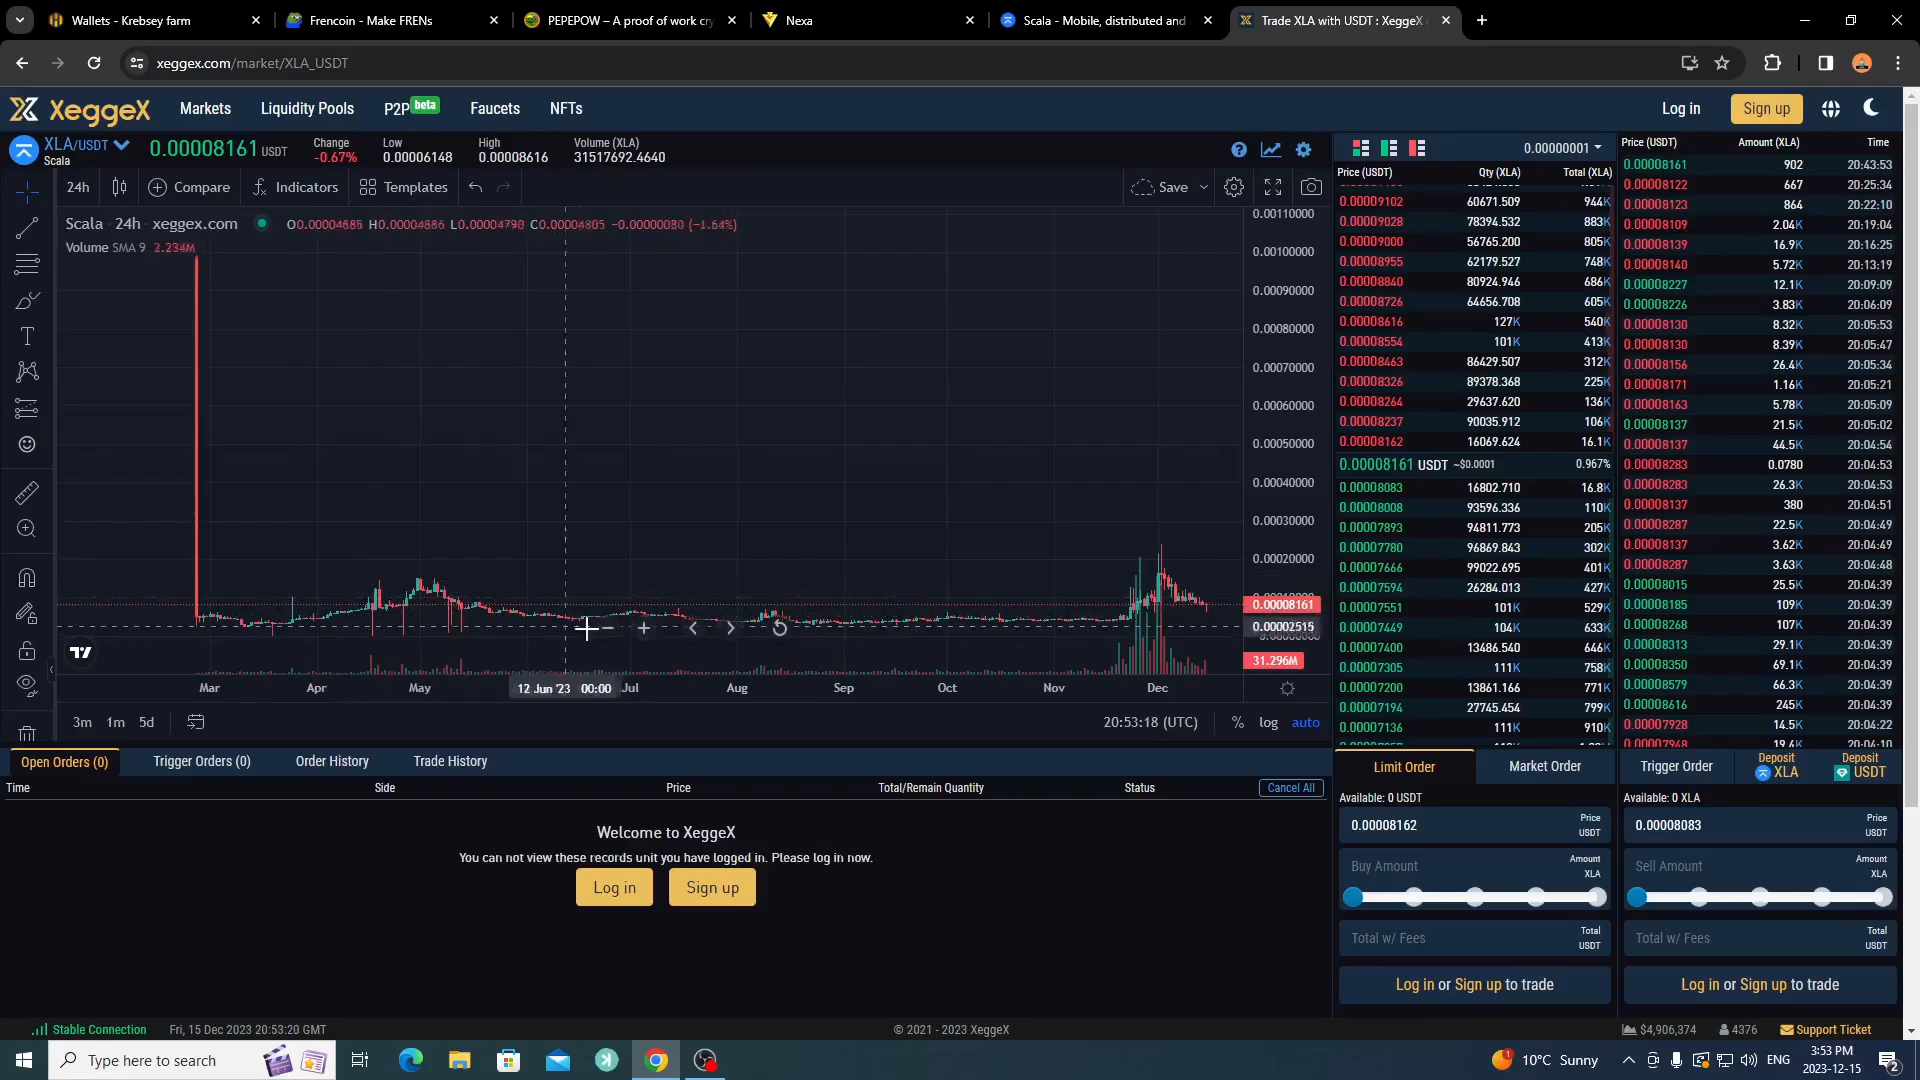 Wallets - Krebsey farm
Frencoin - Make FRENs
PEPEPOW – A proof of work cry
Nexa
Scala - Mobile, distributed and
Trade XLA with USDT : XeggeX
xeggex.com/market/XLA_USDT
XeggeX
Markets
Liquidity Pools
P2P beta
Faucets
NFTs
Log in
Sign up
XLA/USDT
Scala
0.00008161 USDT
Change
-0.67%
Low
0.00006148
High
0.00008616
Volume (XLA)
31517692.4640
24h
Compare
Indicators
Templates
Save
Scala · 24h · xeggex.com
O0.00004885 H0.00004886 L0.00004790 C0.00004805 −0.00000080 (−1.64%)
Volume SMA 9 2.234M
0.00110000
0.00100000
0.00090000
0.00080000
0.00070000
0.00060000
0.00050000
0.00040000
0.00030000
0.00020000
0.00008161
0.00002515
31.296M
Mar
Apr
May
12 Jun '23 00:00
Jul
Aug
Sep
Oct
Nov
Dec
3m
1m
5d
20:53:18 (UTC)
%
log
auto
0.00000001
Price (USDT) Qty (XLA) Total (XLA)
0.00009102 60671.509 944K
0.00009028 78394.532 883K
0.00009000 56765.200 805K
0.00008955 62179.527 748K
0.00008840 80924.946 686K
0.00008726 64656.708 605K
0.00008616 127K 540K
0.00008554 101K 413K
0.00008463 86429.507 312K
0.00008326 89378.368 225K
0.00008264 29637.620 136K
0.00008237 90035.912 106K
0.00008162 16069.624 16.1K
0.00008161 USDT ~$0.0001 0.967%
0.00008083 16802.710 16.8K
0.00008008 93596.336 110K
0.00007893 94811.773 205K
0.00007780 96869.843 302K
0.00007666 99022.695 401K
0.00007594 26284.013 427K
0.00007551 101K 529K
0.00007449 104K 633K
0.00007400 13486.540 646K
0.00007305 111K 758K
0.00007200 13861.166 771K
0.00007194 27745.454 799K
0.00007136 111K 910K
Price (USDT) Amount (XLA) Time
0.00008161 902 20:43:53
0.00008122 667 20:25:34
0.00008123 864 20:22:10
0.00008109 2.04K 20:19:04
0.00008139 16.9K 20:16:25
0.00008140 5.72K 20:13:19
0.00008227 12.1K 20:09:09
0.00008226 3.83K 20:06:09
0.00008130 8.32K 20:05:53
0.00008130 8.39K 20:05:47
0.00008156 26.4K 20:05:34
0.00008171 1.16K 20:05:21
0.00008163 5.78K 20:05:09
0.00008137 21.5K 20:05:02
0.00008137 44.5K 20:04:54
0.00008283 0.0780 20:04:53
0.00008283 26.3K 20:04:53
0.00008137 380 20:04:51
0.00008287 22.5K 20:04:49
0.00008137 3.62K 20:04:49
0.00008287 3.63K 20:04:48
0.00008015 25.5K 20:04:39
0.00008185 109K 20:04:39
0.00008268 107K 20:04:39
0.00008313 29.1K 20:04:39
0.00008350 69.1K 20:04:39
0.00008579 66.3K 20:04:39
0.00008616 245K 20:04:39
0.00007928 14.5K 20:04:22
0.00007948 19.4K 20:04:10
Open Orders (0)
Trigger Orders (0)
Order History
Trade History
Time Side Price Total/Remain Quantity Status Cancel All
Welcome to XeggeX
You can not view these records unit you have logged in. Please log in now.
Log in
Sign up
Limit Order
Market Order
Trigger Order
Deposit
XLA
Deposit
USDT
Available: 0 USDT
0.00008162
Price
USDT
Buy Amount
Amount
XLA
Total w/ Fees
Total
USDT
Log in or Sign up to trade
Available: 0 XLA
0.00008083
Price
USDT
Sell Amount
Amount
XLA
Total w/ Fees
Total
USDT
Log in or Sign up to trade
Stable Connection
Fri, 15 Dec 2023 20:53:20 GMT
© 2021 - 2023 XeggeX
$4,906,374
4376
Support Ticket
Type here to search
10°C Sunny
ENG
3:53 PM
2023-12-15
2